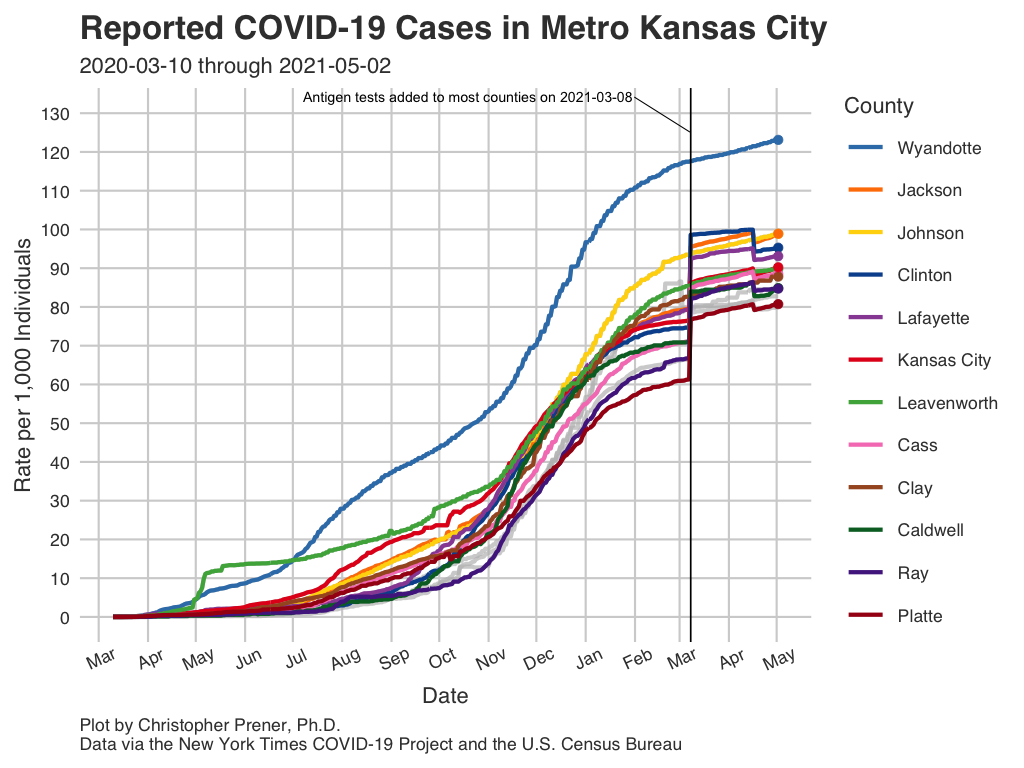 Reported COVID-19 Cases in Metro Kansas City
2020-03-10 through 2021-05-02
Antigen tests added to most counties on 2021-03-08
Rate per 1,000 Individuals
130
120
110
100
90
80
70
60
50
40
30
20
10
0
Mar Apr May Jun Jul Aug Sep Oct Nov Dec Jan Feb Mar Apr May
Date
County
Wyandotte
Jackson
Johnson
Clinton
Lafayette
Kansas City
Leavenworth
Cass
Clay
Caldwell
Ray
Platte
Plot by Christopher Prener, Ph.D.
Data via the New York Times COVID-19 Project and the U.S. Census Bureau